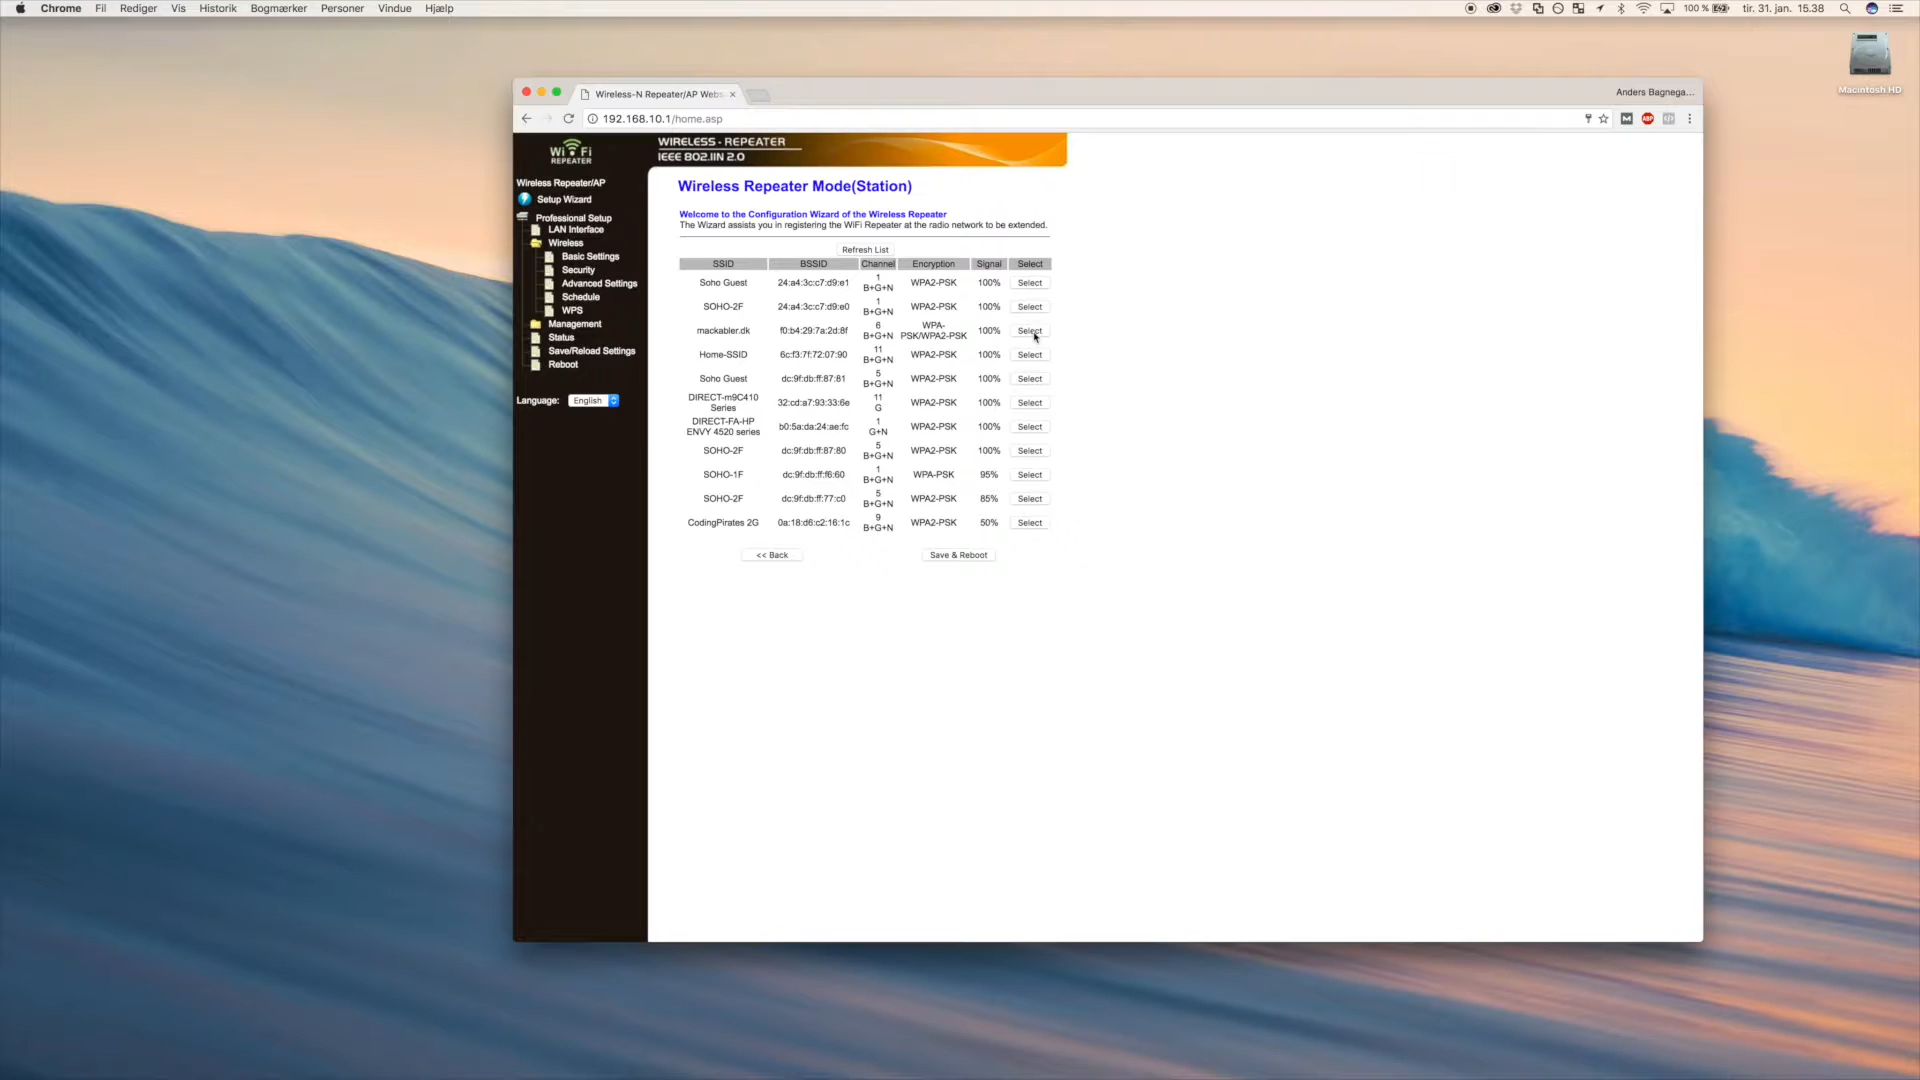 Chrome Fil Rediger Vis Historik Bogmærker Personer Vindue Hjælp
100 % tir. 31. jan. 15.38
Macintosh HD
Wireless-N Repeater/AP Webs
Anders Bagnega...
192.168.10.1/home.asp
ABP
Wi Fi
REPEATER
WIRELESS - REPEATER
IEEE 802.11N 2.0
Wireless Repeater/AP
Setup Wizard
Professional Setup
LAN Interface
Wireless
Basic Settings
Security
Advanced Settings
Schedule
WPS
Management
Status
Save/Reload Settings
Reboot
Language: English
Wireless Repeater Mode(Station)
Welcome to the Configuration Wizard of the Wireless Repeater
The Wizard assists you in registering the WiFi Repeater at the radio network to be extended.
Refresh List
SSID BSSID Channel Encryption Signal Select
Soho Guest 24:a4:3c:c7:d9:e1 1 B+G+N WPA2-PSK 100% Select
SOHO-2F 24:a4:3c:c7:d9:e0 1 B+G+N WPA2-PSK 100% Select
mackabler.dk f0:b4:29:7a:2d:8f 6 B+G+N WPA-PSK/WPA2-PSK 100% Select
Home-SSID 6c:f3:7f:72:07:90 11 B+G+N WPA2-PSK 100% Select
Soho Guest dc:9f:db:ff:87:81 5 B+G+N WPA2-PSK 100% Select
DIRECT-m9C410 Series 32:cd:a7:93:33:6e 11 G WPA2-PSK 100% Select
DIRECT-FA-HP ENVY 4520 series b0:5a:da:24:ae:fc 1 G+N WPA2-PSK 100% Select
SOHO-2F dc:9f:db:ff:87:80 5 B+G+N WPA2-PSK 100% Select
SOHO-1F dc:9f:db:ff:f6:60 1 B+G+N WPA-PSK 95% Select
SOHO-2F dc:9f:db:ff:77:c0 5 B+G+N WPA2-PSK 85% Select
CodingPirates 2G 0a:18:d6:c2:16:1c 9 B+G+N WPA2-PSK 50% Select
<< Back Save & Reboot